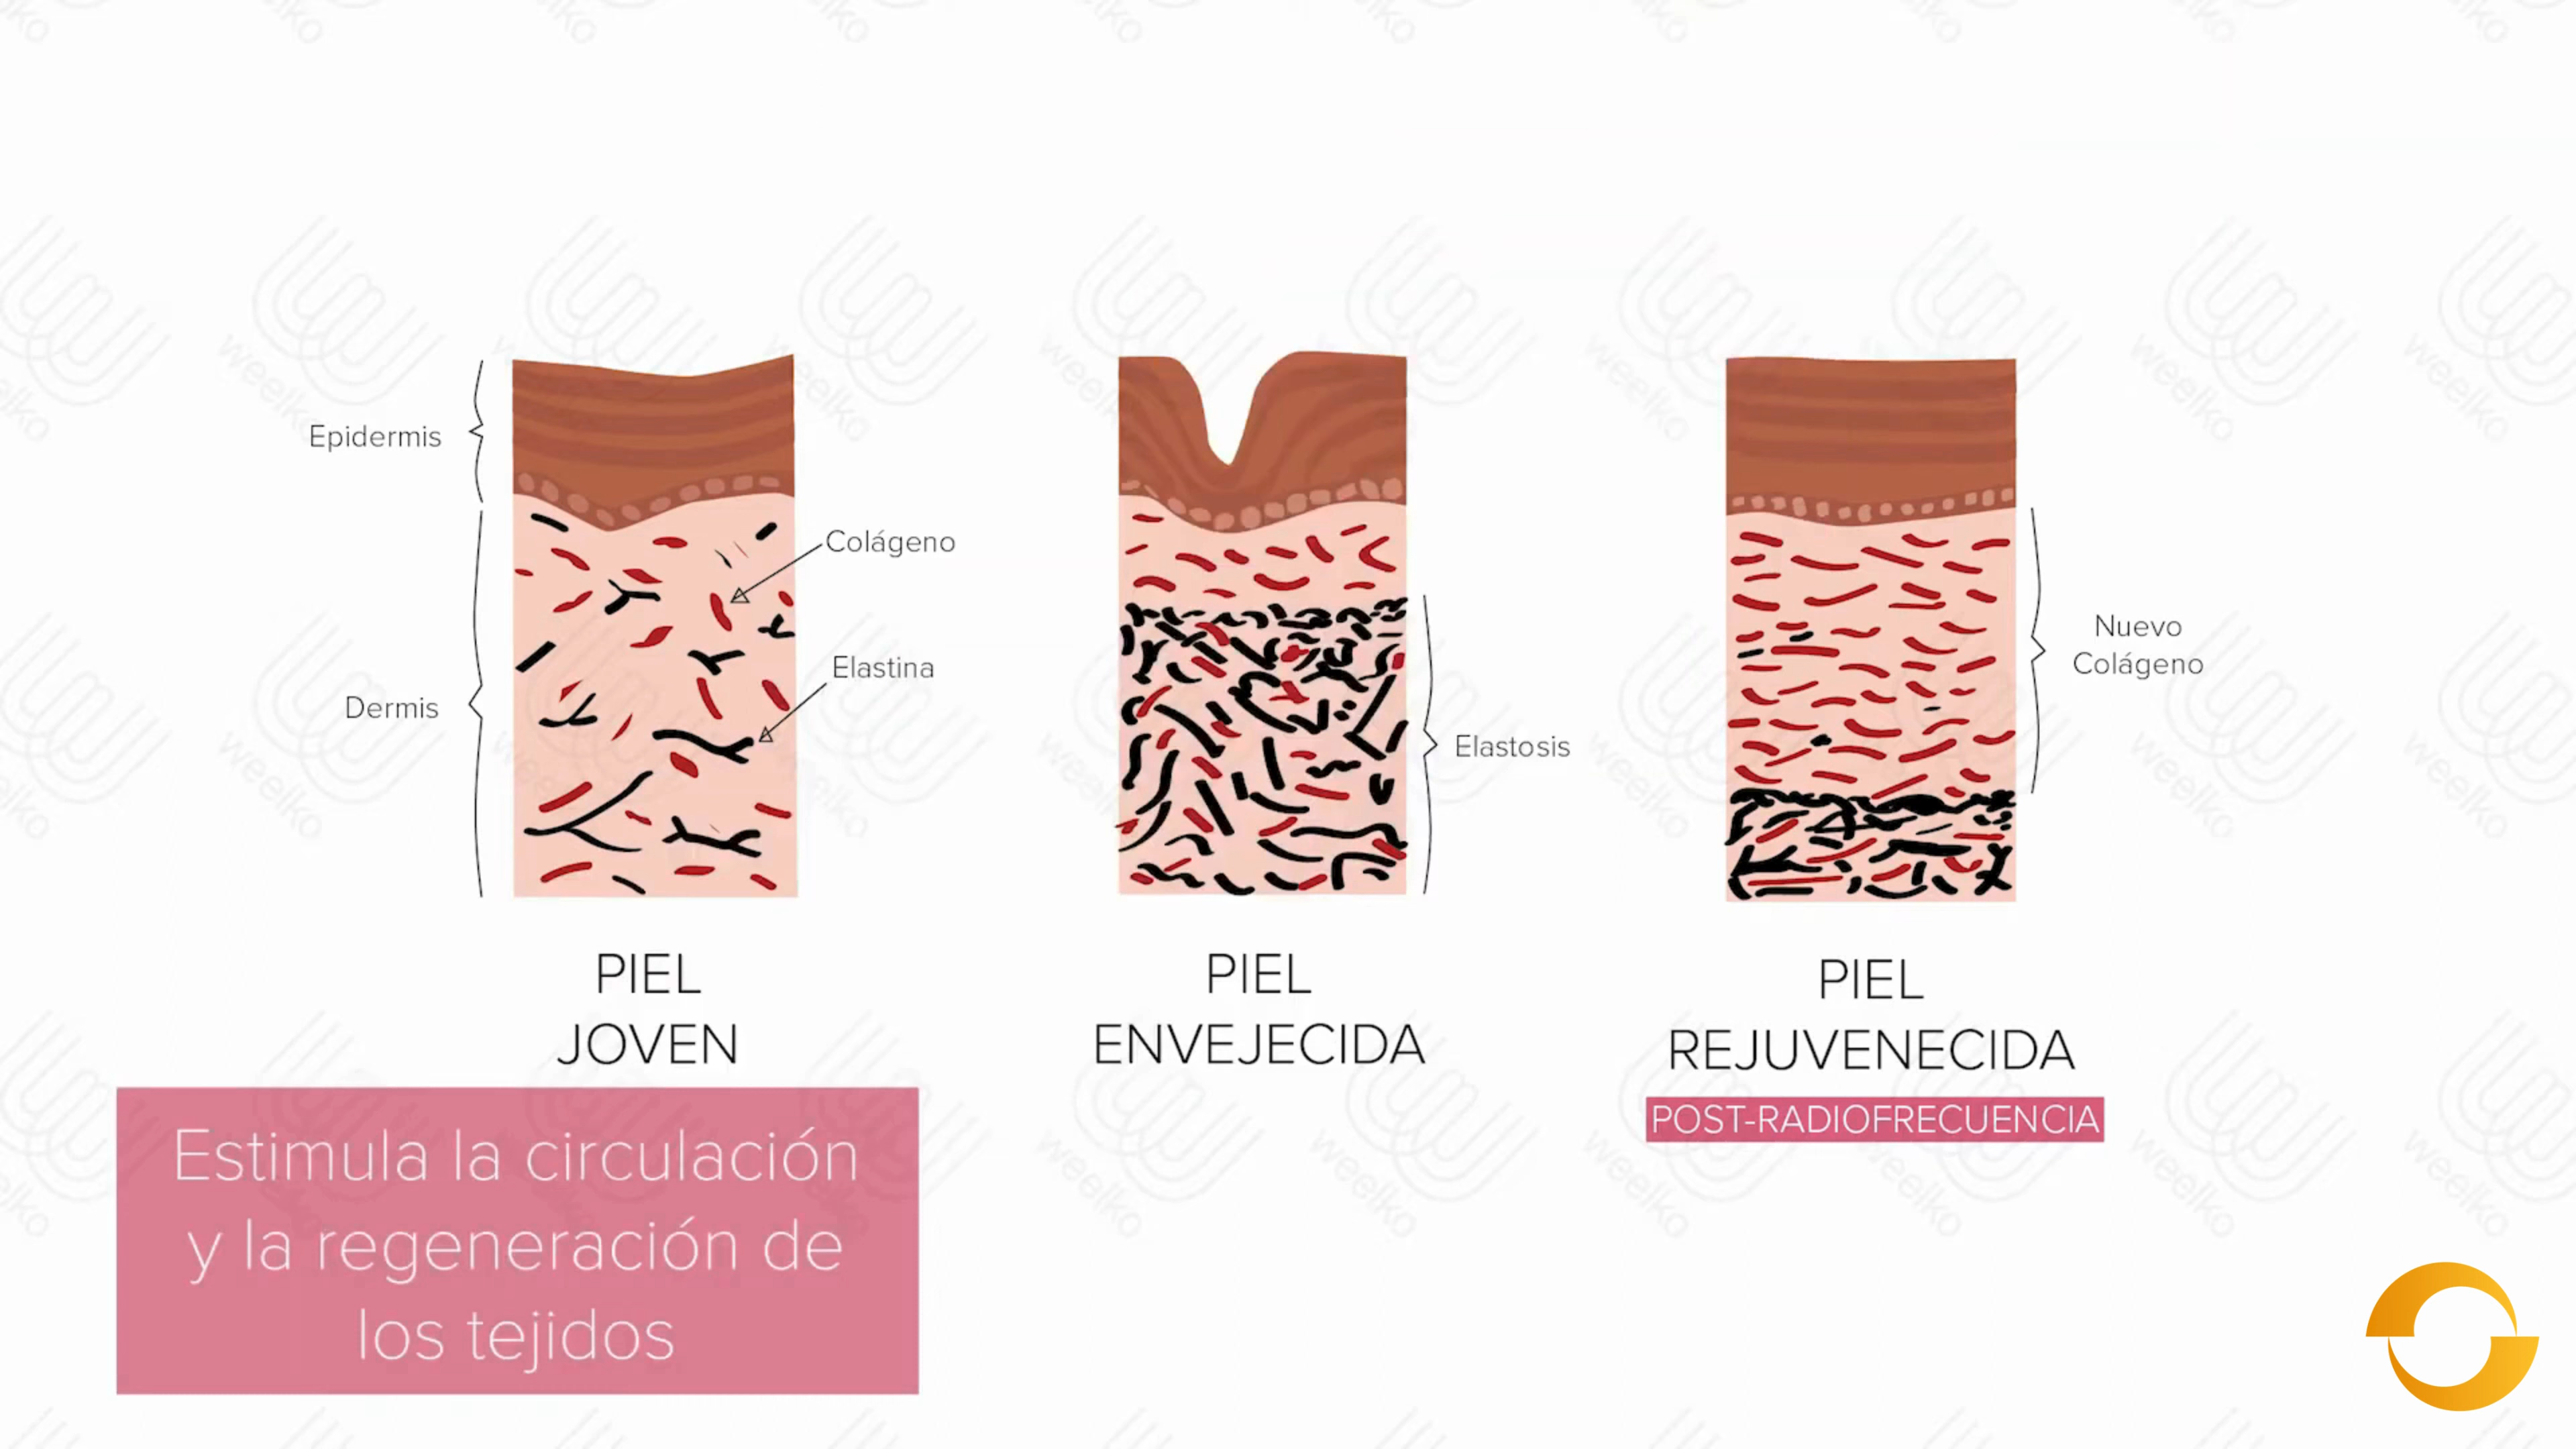 Epidermis
Dermis
Colágeno
Elastina
PIEL
JOVEN
Elastosis
PIEL
ENVEJECIDA
Nuevo
Colágeno
PIEL
REJUVENECIDA
POST-RADIOFRECUENCIA
Estimula la circulación
y la regeneración de
los tejidos
weelko